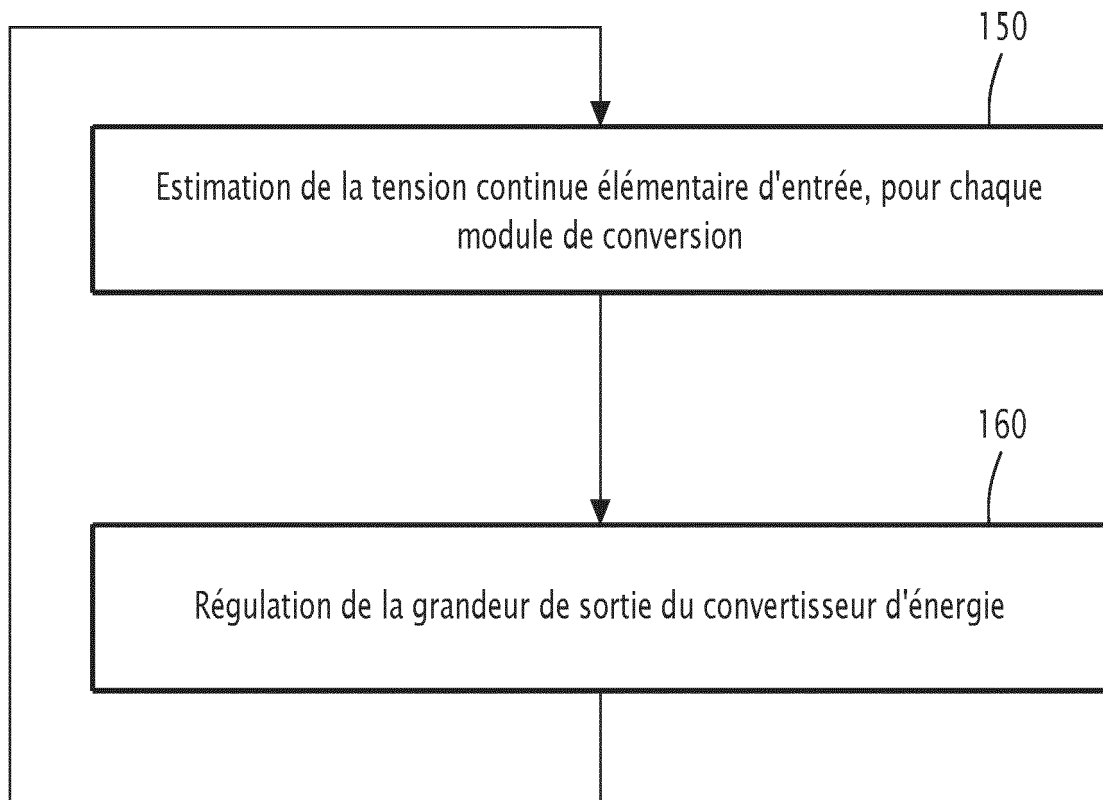 150
Estimation de la tension continue élémentaire d'entrée, pour chaque
module de conversion
160
Régulation de la grandeur de sortie du convertisseur d'énergie